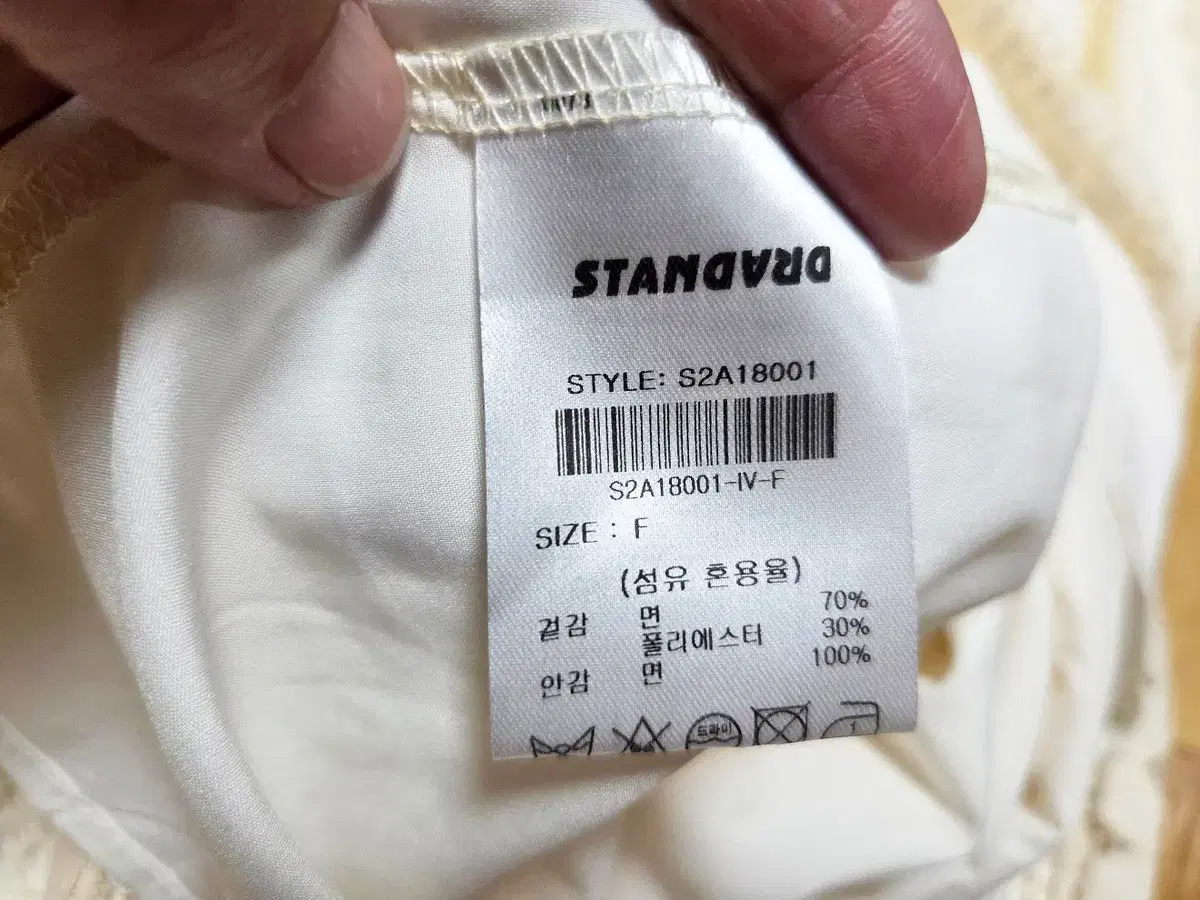 STANDARD
STYLE: S2A18001
S2A18001-IV-F
SIZE : F
(섬유 혼용율)
겉감 면 70%
폴리에스터 30%
안감 면 100%
드라이
1